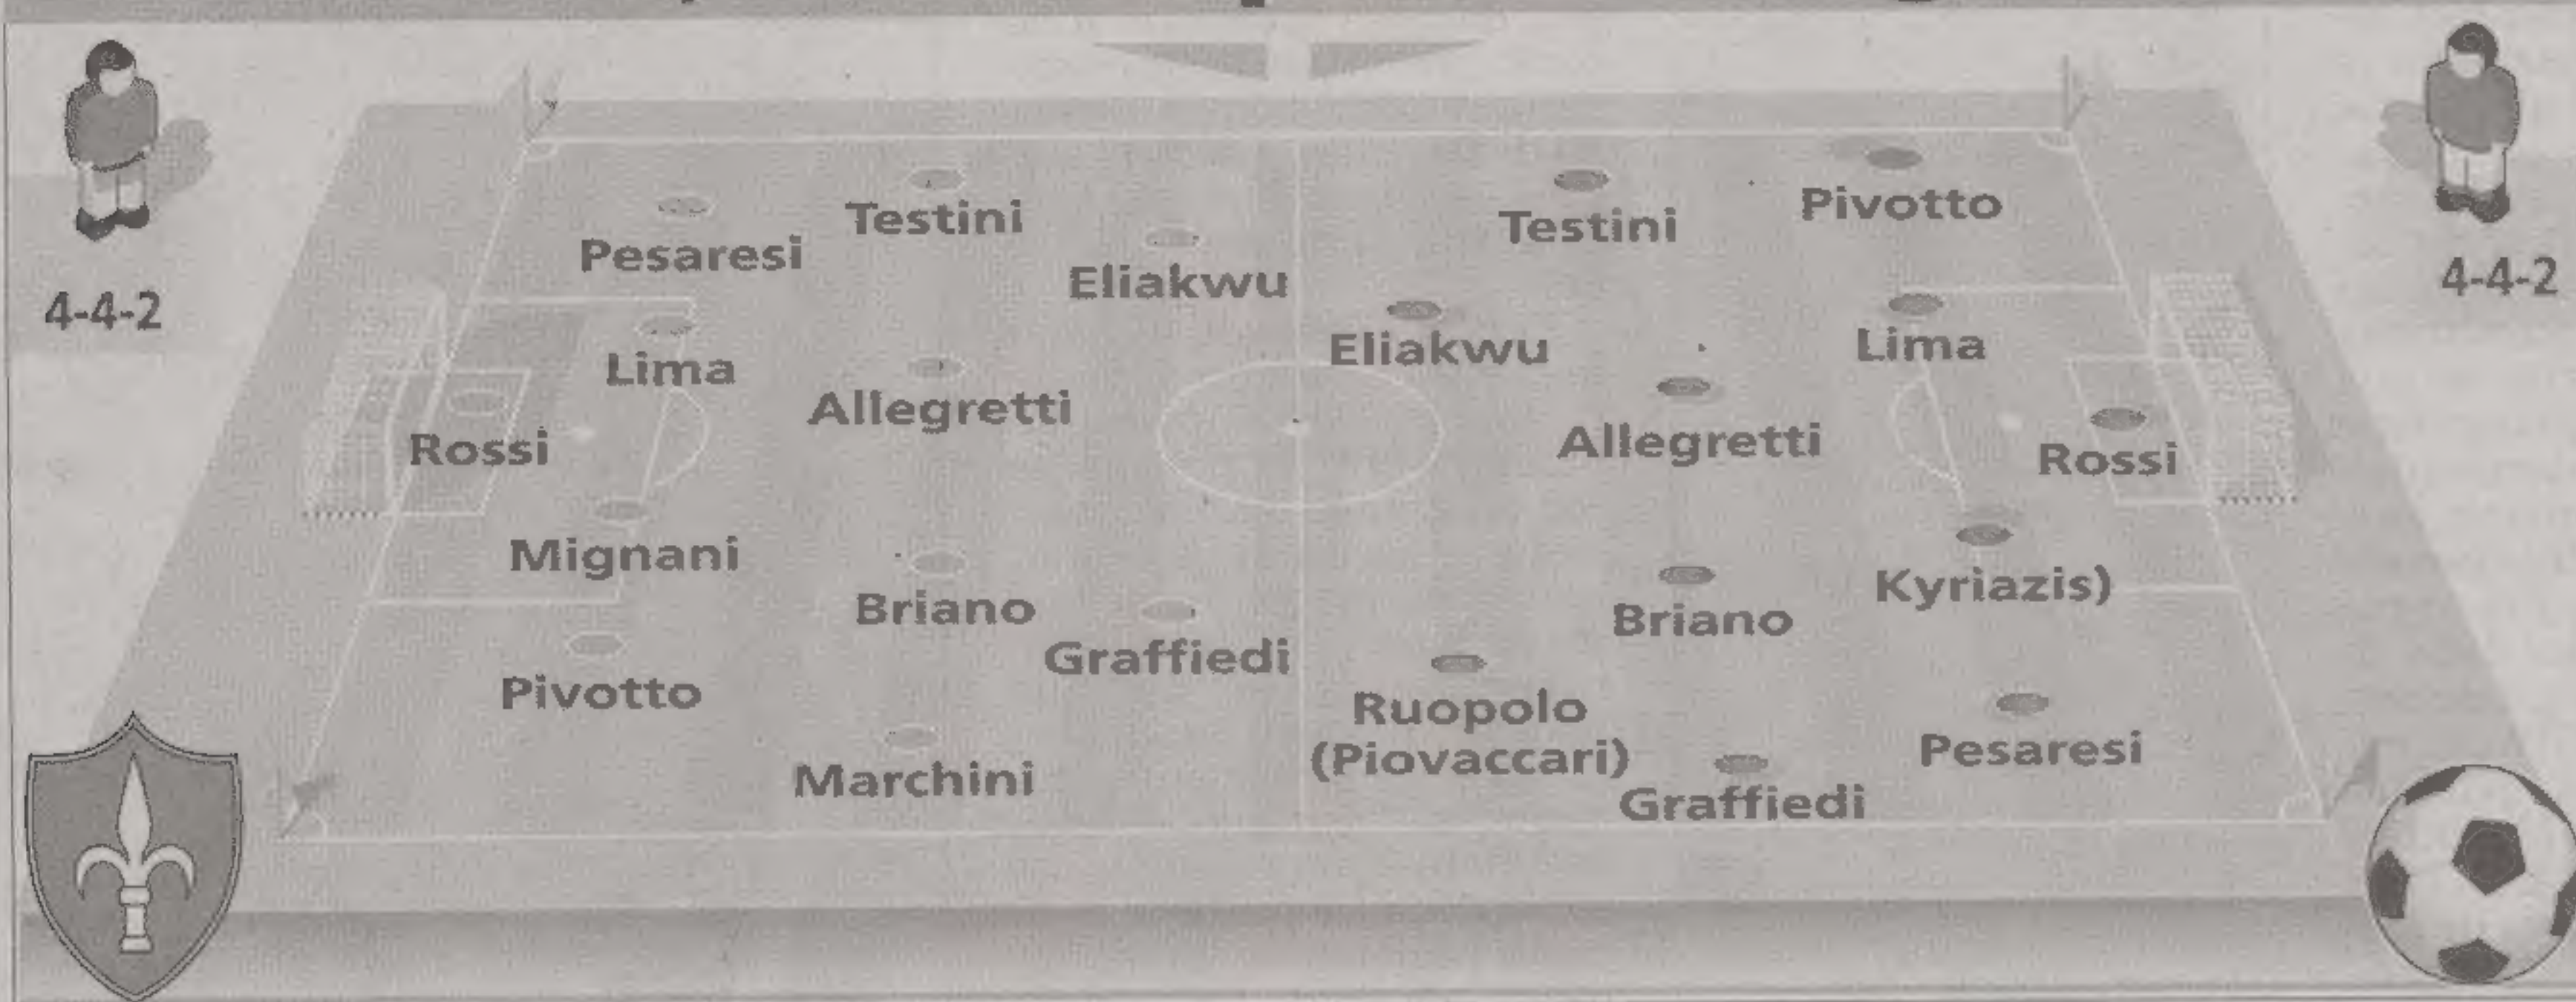 4-4-2
Pesaresi
Testini
Eliakwu
Lima
Allegretti
Rossi
Mignani
Briano
Graffiedi
Pivotto
Marchini
4-4-2
Testini
Pivotto
Eliakwu
Lima
Allegretti
Rossi
Kyriazis)
Briano
Ruopolo
(Piovaccari)
Pesaresi
Graffiedi